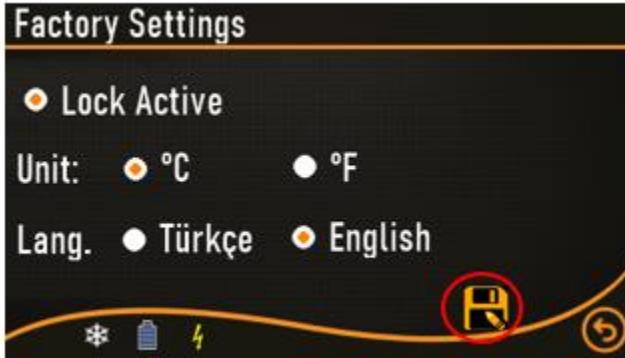 Factory Settings
Lock Active
Unit: °C °F
Lang. Türkçe English